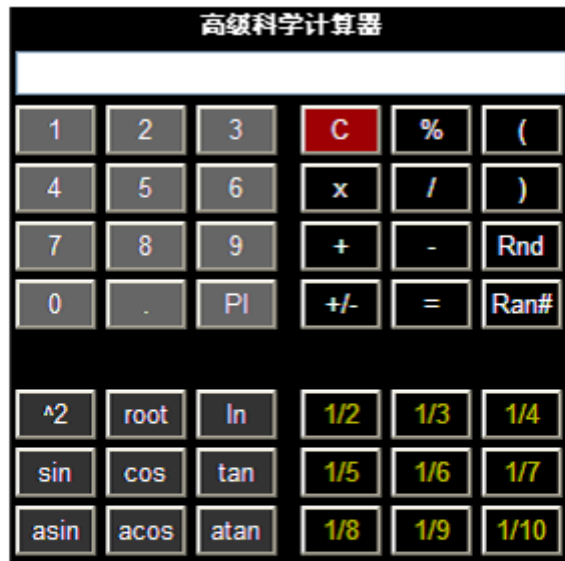 高级科学计算器
1 2 3 C % (
4 5 6 x / )
7 8 9 + - Rnd
0 . PI +/- = Ran#
^2 root ln 1/2 1/3 1/4
sin cos tan 1/5 1/6 1/7
asin acos atan 1/8 1/9 1/10